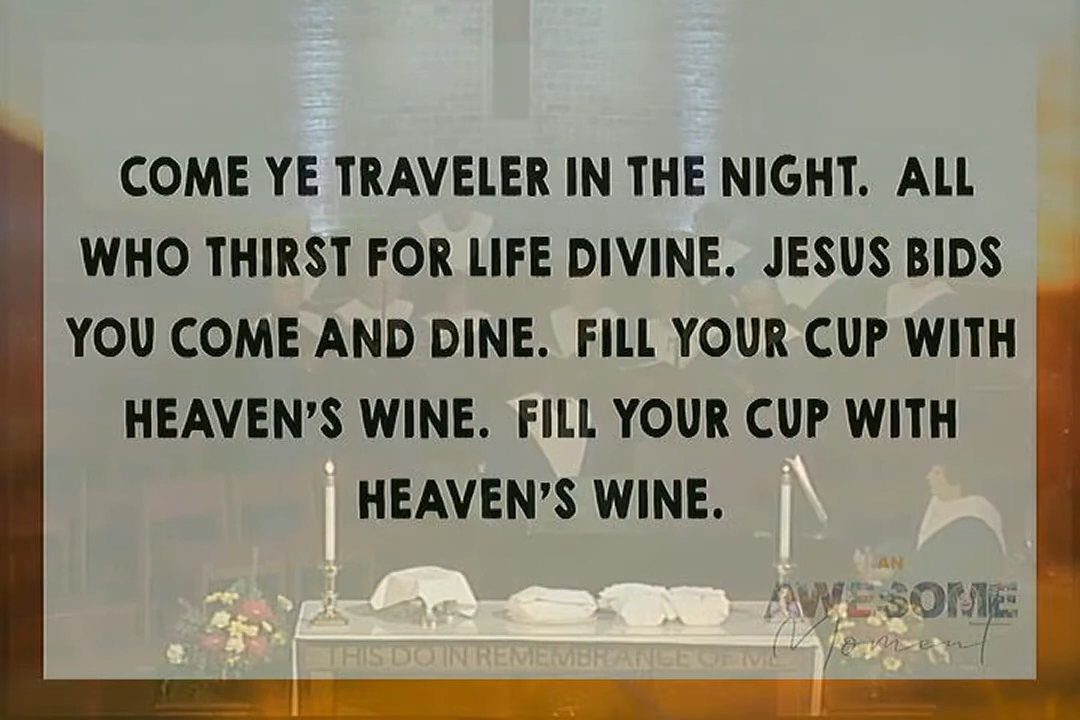 COME YE TRAVELER IN THE NIGHT. ALL
WHO THIRST FOR LIFE DIVINE. JESUS BIDS
YOU COME AND DINE. FILL YOUR CUP WITH
HEAVEN'S WINE. FILL YOUR CUP WITH
HEAVEN'S WINE.
AN
AWESOME
Moment
THIS DO IN REMEMBRANCE OF ME